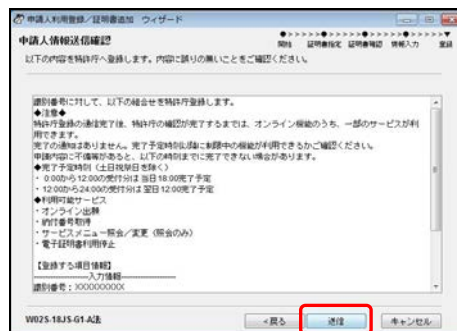 申請人利用登録／証明書追加　ウィザード
申請人情報送信確認
●>>>>>●>>>>>●>>>>>●>>>>>▼
開始　証明書指定　証明書確認　情報入力　登録
以下の内容を特許庁へ登録します。内容に誤りの無いことをご確認ください。
識別番号に対して、以下の組合せを特許庁登録します。
◆注意◆
特許庁登録の通信完了後、特許庁の確認が完了するまでは、オンライン機能のうち、一部のサービスが利
用できます。
完了の通知はありません。完了予定時刻以降に制限中の機能が利用できるかご確認ください。
申請内容に不備等があると、以下の時刻までに完了できない場合があります。
◆完了予定時刻（土日祝祭日を除く）
・0:00から12:00の受付分は当日18:00完了予定
・12:00から24:00の受付分は翌日12:00完了予定
◆利用可能サービス
・オンライン出願
・納付番号取得
・サービスメニュー照会／変更（照会のみ）
・電子証明書利用停止
【登録する項目情報】
--------------------入力情報--------------------
識別番号：XXXXXXXXX
W02S-18JS-G1-A法
＜戻る
送信
キャンセル